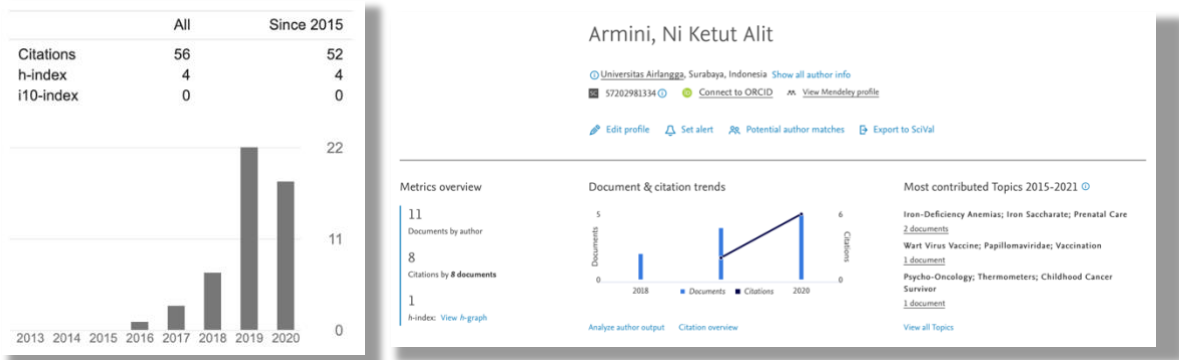 All Since 2015
Citations 56 52
h-index 4 4
i10-index 0 0
22
11
0
2013 2014 2015 2016 2017 2018 2019 2020
Armini, Ni Ketut Alit
Universitas Airlangga, Surabaya, Indonesia Show all author info
SC 57202981334 iD Connect to ORCID View Mendeley profile
Edit profile Set alert Potential author matches Export to SciVal
Metrics overview
11
Documents by author
8
Citations by 8 documents
1
h-index: View h-graph
Document & citation trends
5
0
Documents
6
0
Citations
2018 2020
Documents Citations
Analyze author output Citation overview
Most contributed Topics 2015-2021
Iron-Deficiency Anemias; Iron Saccharate; Prenatal Care
2 documents
Wart Virus Vaccine; Papillomaviridae; Vaccination
1 document
Psycho-Oncology; Thermometers; Childhood Cancer
Survivor
1 document
View all Topics